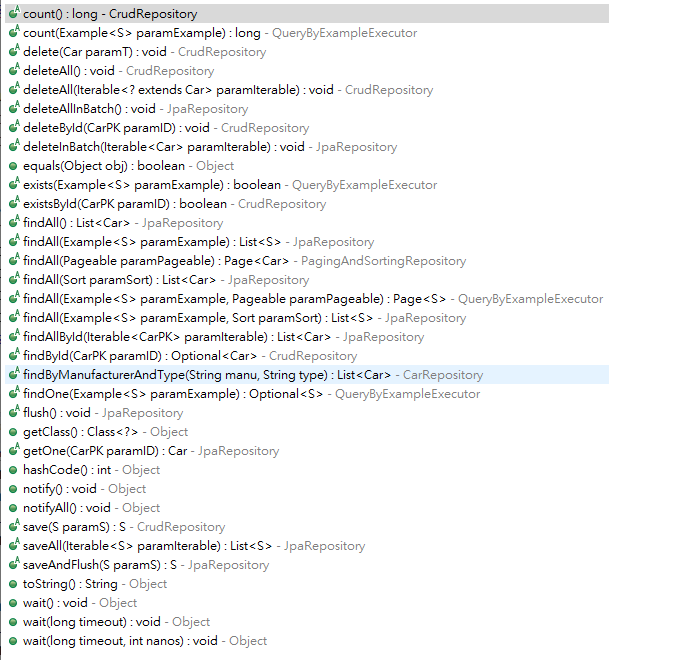 count() : long - CrudRepository
count(Example<S> paramExample) : long - QueryByExampleExecutor
delete(Car paramT) : void - CrudRepository
deleteAll() : void - CrudRepository
deleteAll(Iterable<? extends Car> paramIterable) : void - CrudRepository
deleteAllInBatch() : void - JpaRepository
deleteById(CarPK paramID) : void - CrudRepository
deleteInBatch(Iterable<Car> paramIterable) : void - JpaRepository
equals(Object obj) : boolean - Object
exists(Example<S> paramExample) : boolean - QueryByExampleExecutor
existsById(CarPK paramID) : boolean - CrudRepository
findAll() : List<Car> - JpaRepository
findAll(Example<S> paramExample) : List<S> - JpaRepository
findAll(Pageable paramPageable) : Page<Car> - PagingAndSortingRepository
findAll(Sort paramSort) : List<Car> - JpaRepository
findAll(Example<S> paramExample, Pageable paramPageable) : Page<S> - QueryByExampleExecutor
findAll(Example<S> paramExample, Sort paramSort) : List<S> - JpaRepository
findAllById(Iterable<CarPK> paramIterable) : List<Car> - JpaRepository
findById(CarPK paramID) : Optional<Car> - CrudRepository
findByManufacturerAndType(String manu, String type) : List<Car> - CarRepository
findOne(Example<S> paramExample) : Optional<S> - QueryByExampleExecutor
flush() : void - JpaRepository
getClass() : Class<?> - Object
getOne(CarPK paramID) : Car - JpaRepository
hashCode() : int - Object
notify() : void - Object
notifyAll() : void - Object
save(S paramS) : S - CrudRepository
saveAll(Iterable<S> paramIterable) : List<S> - JpaRepository
saveAndFlush(S paramS) : S - JpaRepository
toString() : String - Object
wait() : void - Object
wait(long timeout) : void - Object
wait(long timeout, int nanos) : void - Object